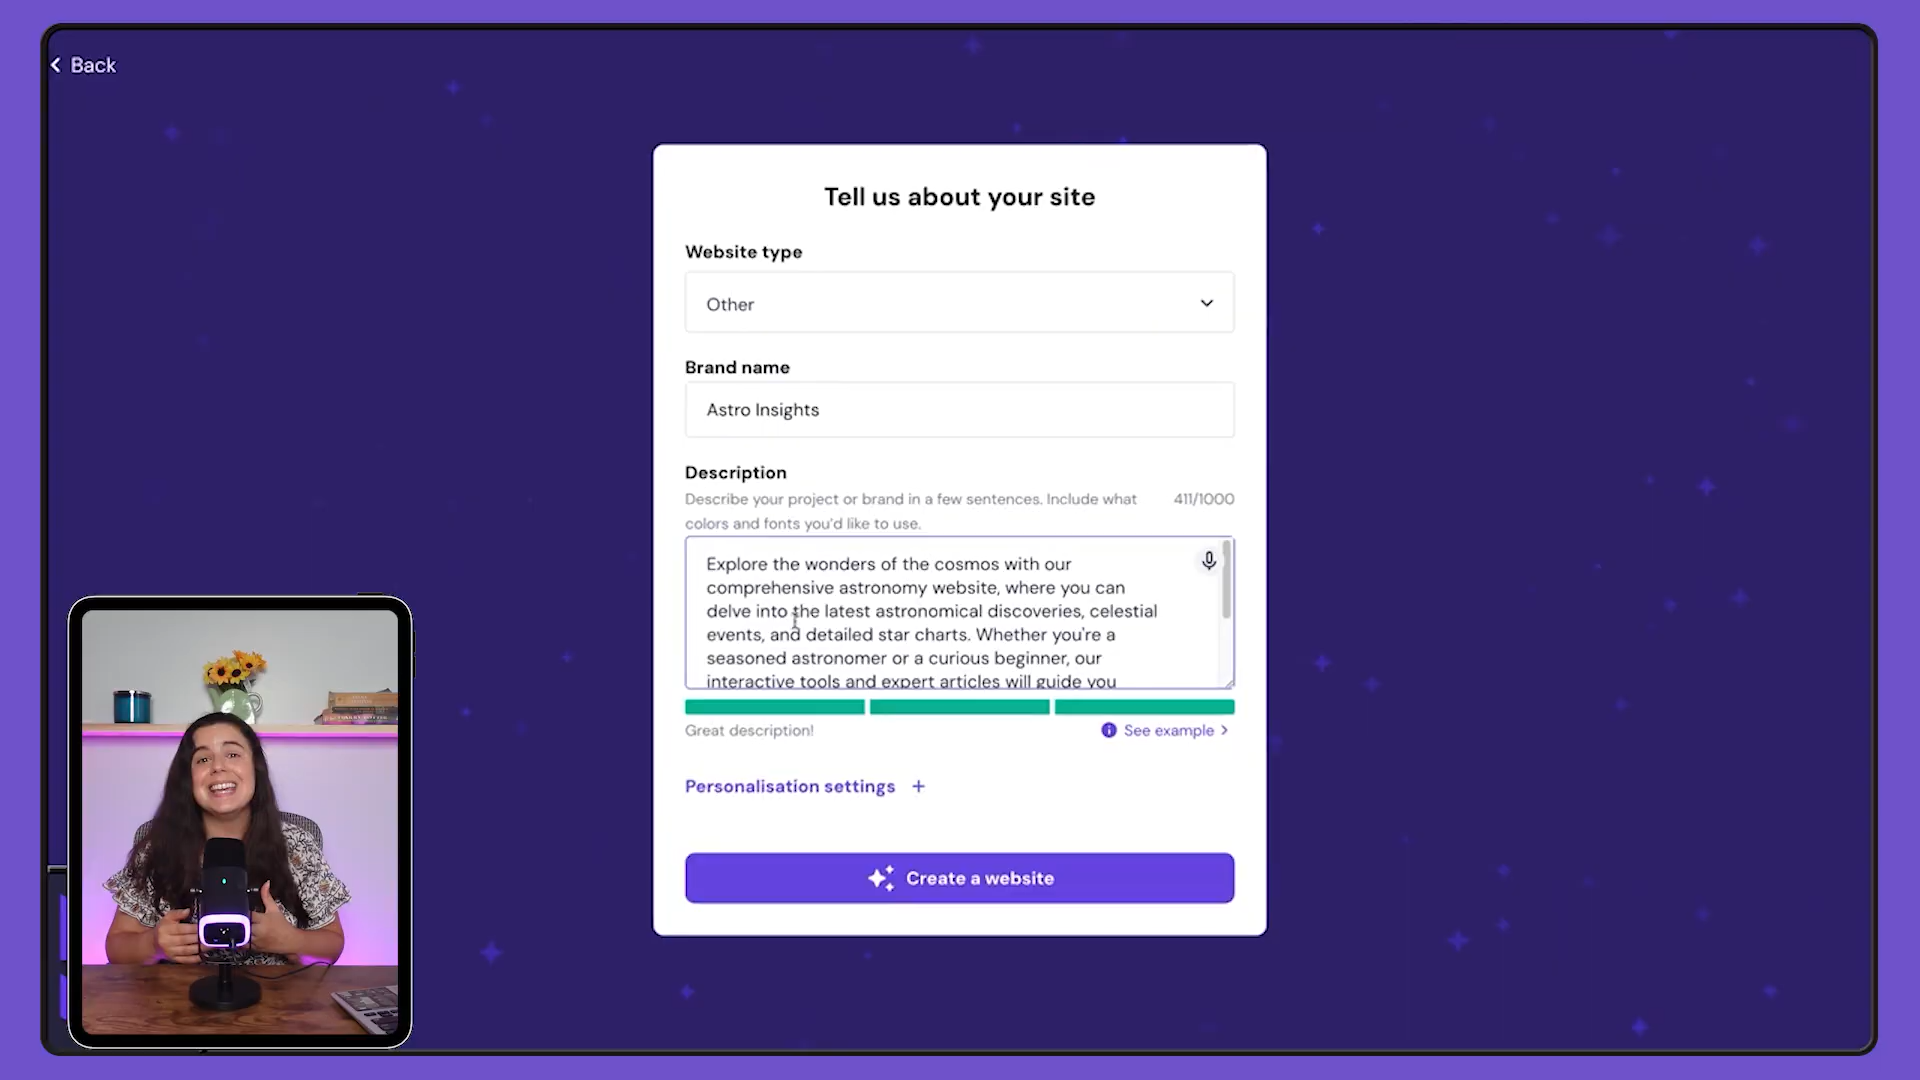 Back
Tell us about your site
Website type
Other
Brand name
Astro Insights
Description
Describe your project or brand in a few sentences. Include what
colors and fonts you'd like to use.
411/1000
Explore the wonders of the cosmos with our
comprehensive astronomy website, where you can
delve into the latest astronomical discoveries, celestial
events, and detailed star charts. Whether you're a
seasoned astronomer or a curious beginner, our
interactive tools and expert articles will guide you
Great description!
See example
Personalisation settings +
Create a website